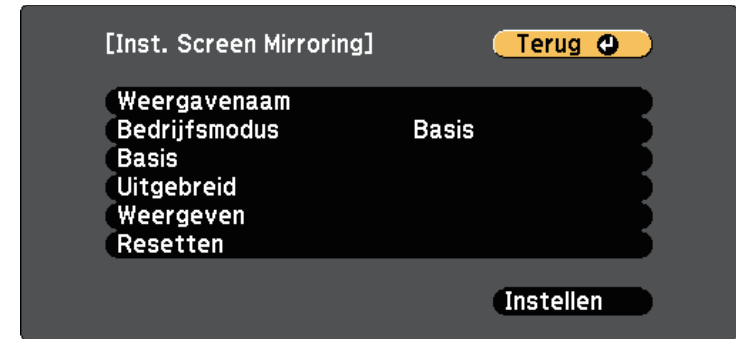 [Inst. Screen Mirroring] Terug
Weergavenaam
Bedrijfsmodus Basis
Basis
Uitgebreid
Weergeven
Resetten
Instellen